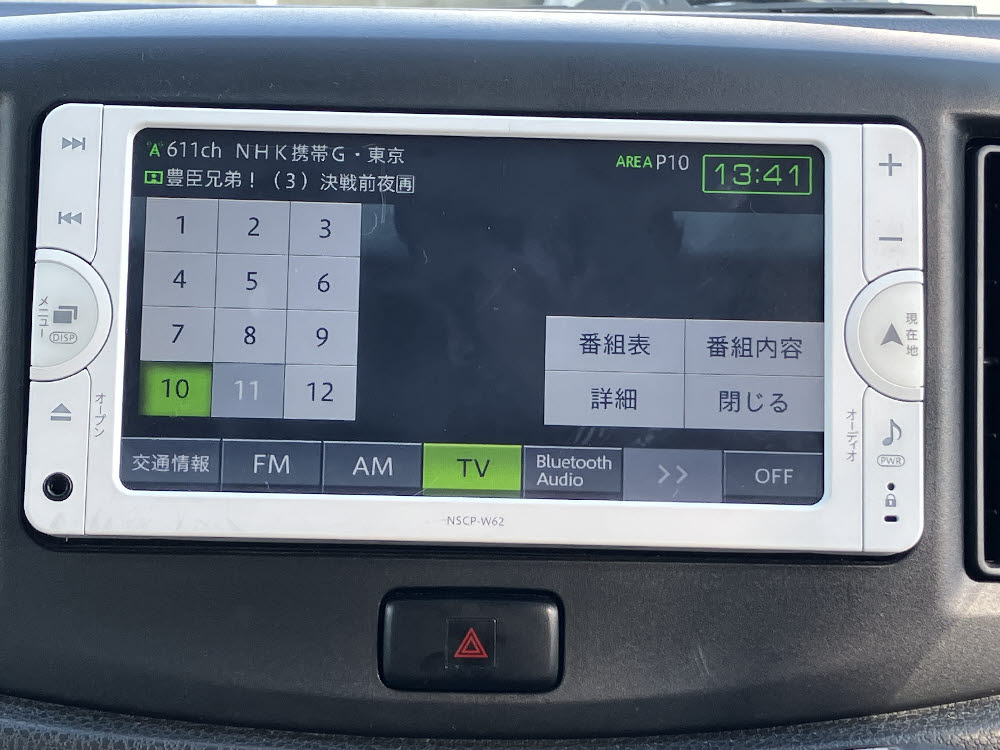 611ch NHK携帯G・東京
AREA P10
13:41
豊臣兄弟！（3）決戦前夜再
1 2 3
4 5 6
7 8 9
10 11 12
番組表 番組内容
詳細 閉じる
交通情報 FM AM TV Bluetooth Audio >> OFF
NSCP-W62
メニュー
DISP
オープン
現在地
オーディオ
PWR